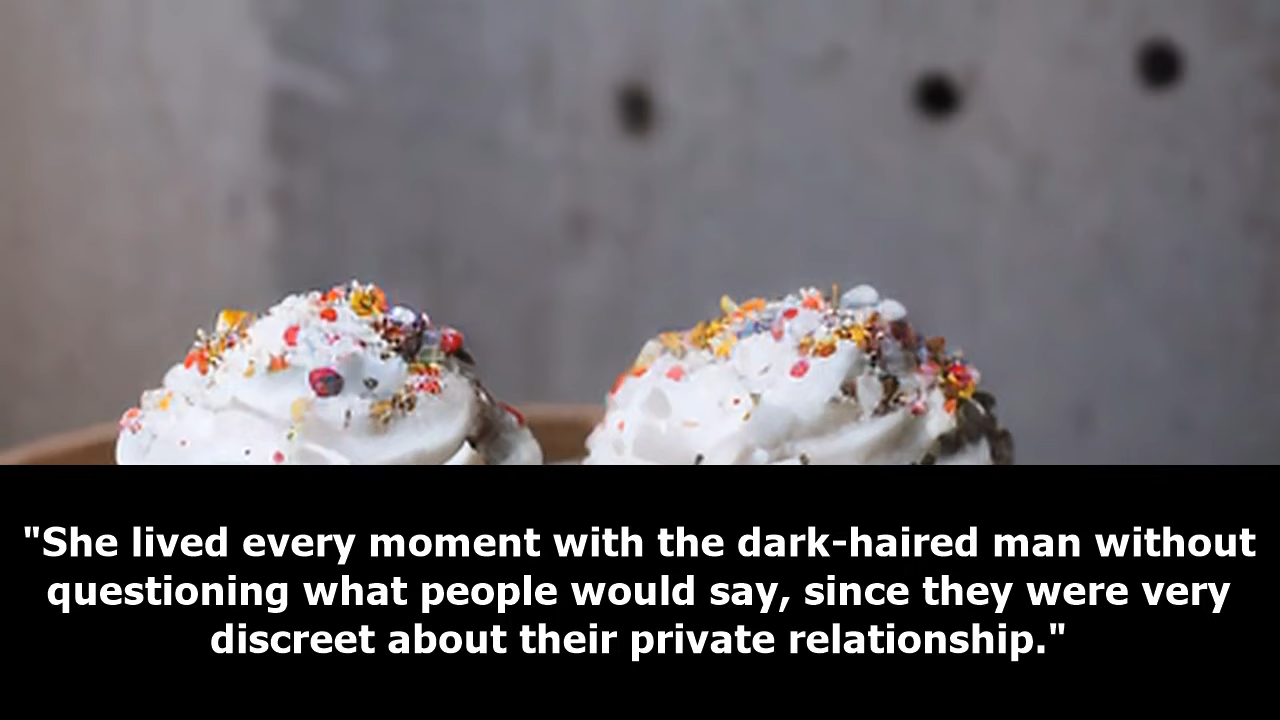 "She lived every moment with the dark-haired man without
questioning what people would say, since they were very
discreet about their private relationship."